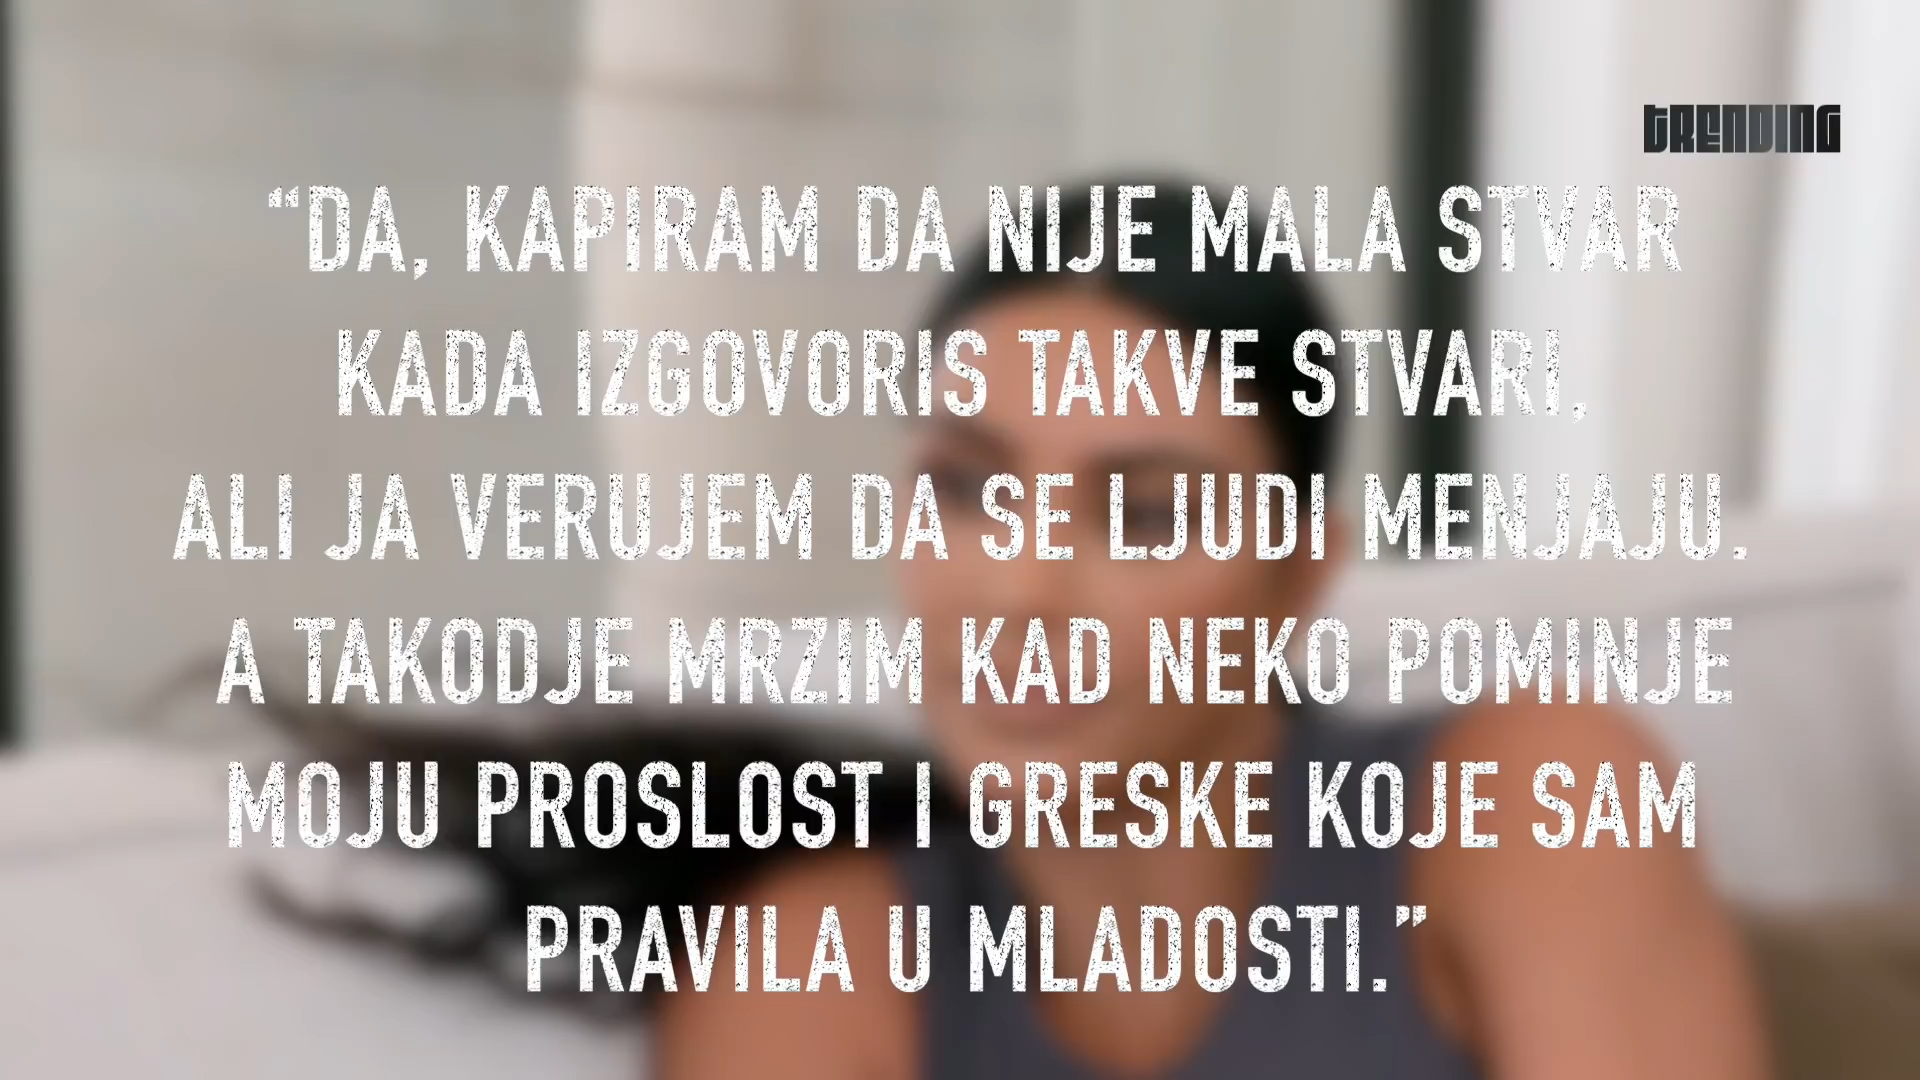 TRENDING
“DA, KAPIRAM DA NIJE MALA STVAR
KADA IZGOVORIS TAKVE STVARI,
ALI JA VERUJEM DA SE LJUDI MENJAJU.
A TAKODJE MRZIM KAD NEKO POMINJE
MOJU PROSLOST I GRESKE KOJE SAM
PRAVILA U MLADOSTI.”